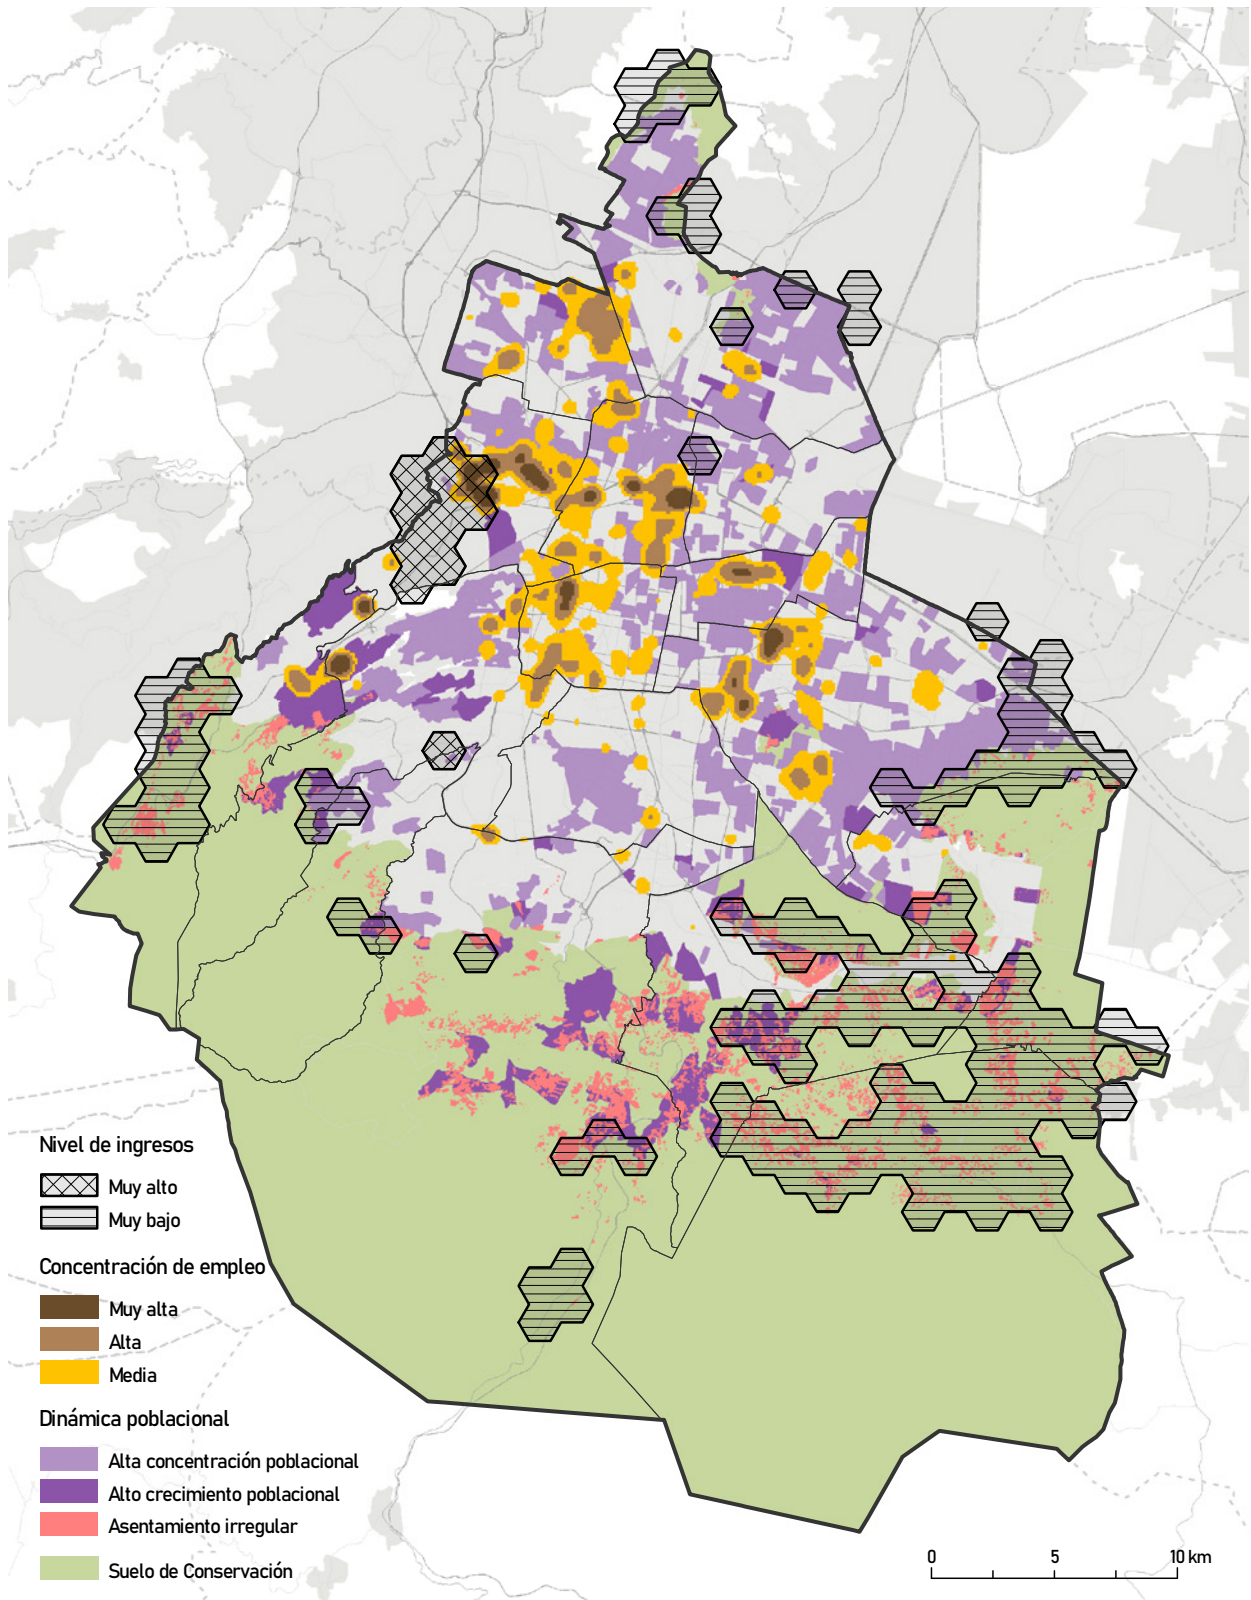 Nivel de ingresos
Muy alto
Muy bajo
Concentración de empleo
Muy alta
Alta
Media
Dinámica poblacional
Alta concentración poblacional
Alto crecimiento poblacional
Asentamiento irregular
Suelo de Conservación
0 5 10 km